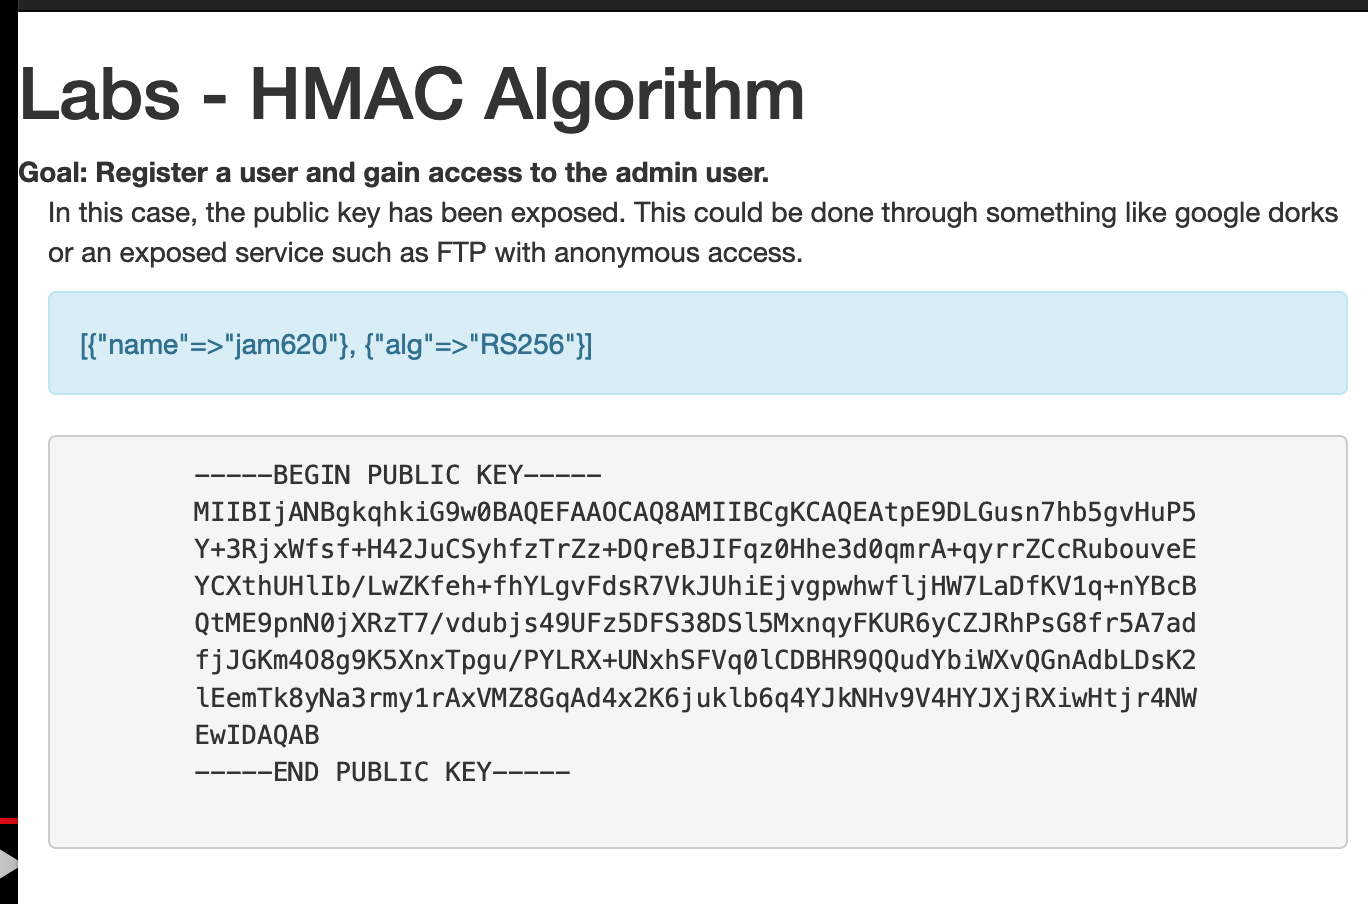 Labs - HMAC Algorithm
Goal: Register a user and gain access to the admin user.
In this case, the public key has been exposed. This could be done through something like google dorks
or an exposed service such as FTP with anonymous access.
[{"name"=>"jam620"}, {"alg"=>"RS256"}]
-----BEGIN PUBLIC KEY-----
MIIBIjANBgkqhkiG9w0BAQEFAAOCAQ8AMIIBCgKCAQEAtpE9DLGusn7hb5gvHuP5
Y+3RjxWfsf+H42JuCSyhfzTrZz+DQreBJIFqz0Hhe3d0qmrA+qyrrZCcRubouveE
YCXthUHlIb/LwZKfeh+fhYLgvFdsR7VkJUhiEjvgpwhwfljHW7LaDfKV1q+nYBcB
QtME9pnN0jXRzT7/vdubjs49UFz5DFS38DSl5MxnqyFKUR6yCZJRhPsG8fr5A7ad
fjJGKm4O8g9K5XnxTpgu/PYLRX+UNxhSFVq0lCDBHR9QQudYbiWXvQGnAdbLDsK2
lEemTk8yNa3rmy1rAxVMZ8GqAd4x2K6juklb6q4YJkNHv9V4HYJXjRXiwHtjr4NW
EwIDAQAB
-----END PUBLIC KEY-----